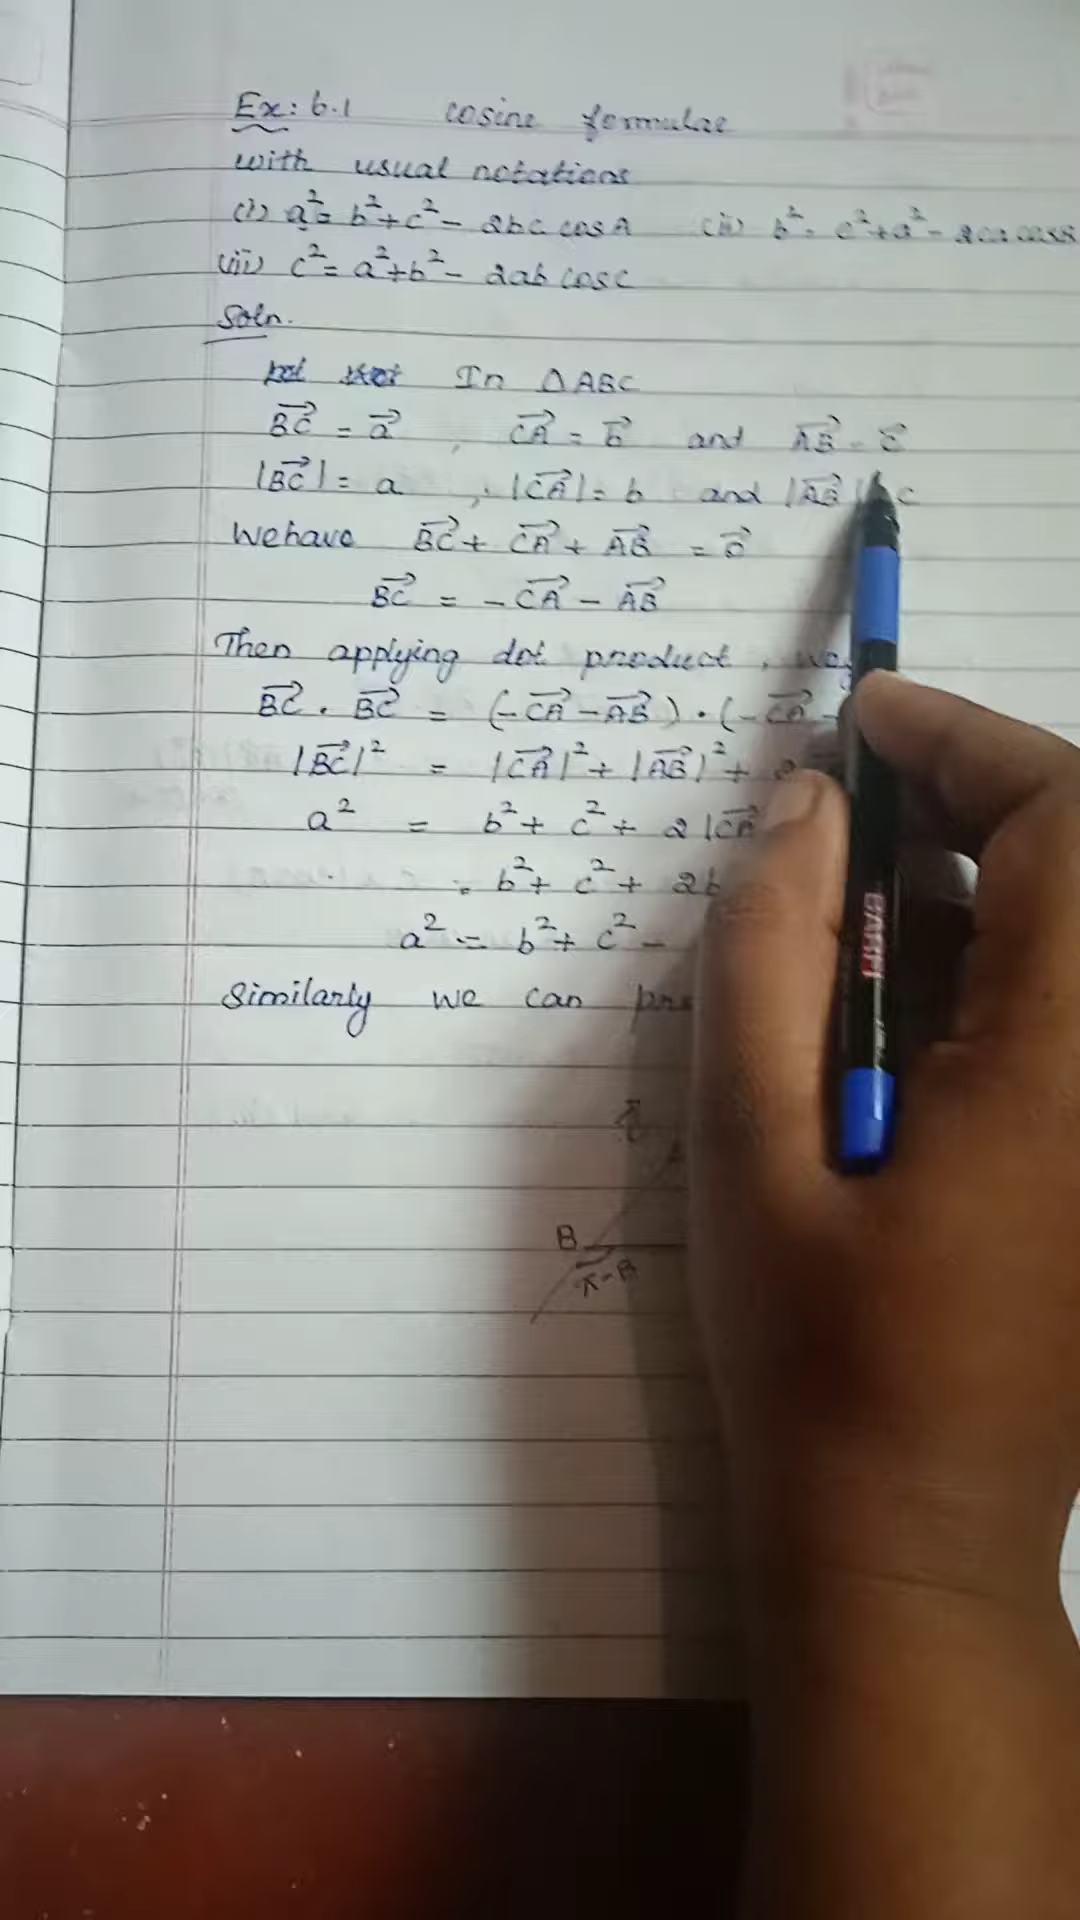 Ex: 6.1 cosine formulae
with usual notations
(i) a² = b² + c² - 2bc cosA (ii) b² = c² + a² - 2ca cosB
(iii) c² = a² + b² - 2ab cosC
Soln.
In △ABC
BC⃗ = a⃗ , CA⃗ = b⃗ and AB⃗ = c⃗
|BC⃗| = a , |CA⃗| = b and |AB⃗| c
We have BC⃗ + CA⃗ + AB⃗ = 0⃗
BC⃗ = -CA⃗ - AB⃗
Then applying dot product,
BC⃗ . BC⃗ = (-CA⃗ - AB⃗) . (-CA⃗ -
|BC⃗|² = |CA⃗|² + |AB⃗|² + 2
a² = b² + c² + 2|CA⃗
= b² + c² + 2b
a² = b² + c² -
Similarly we can
c⃗
B
π-B